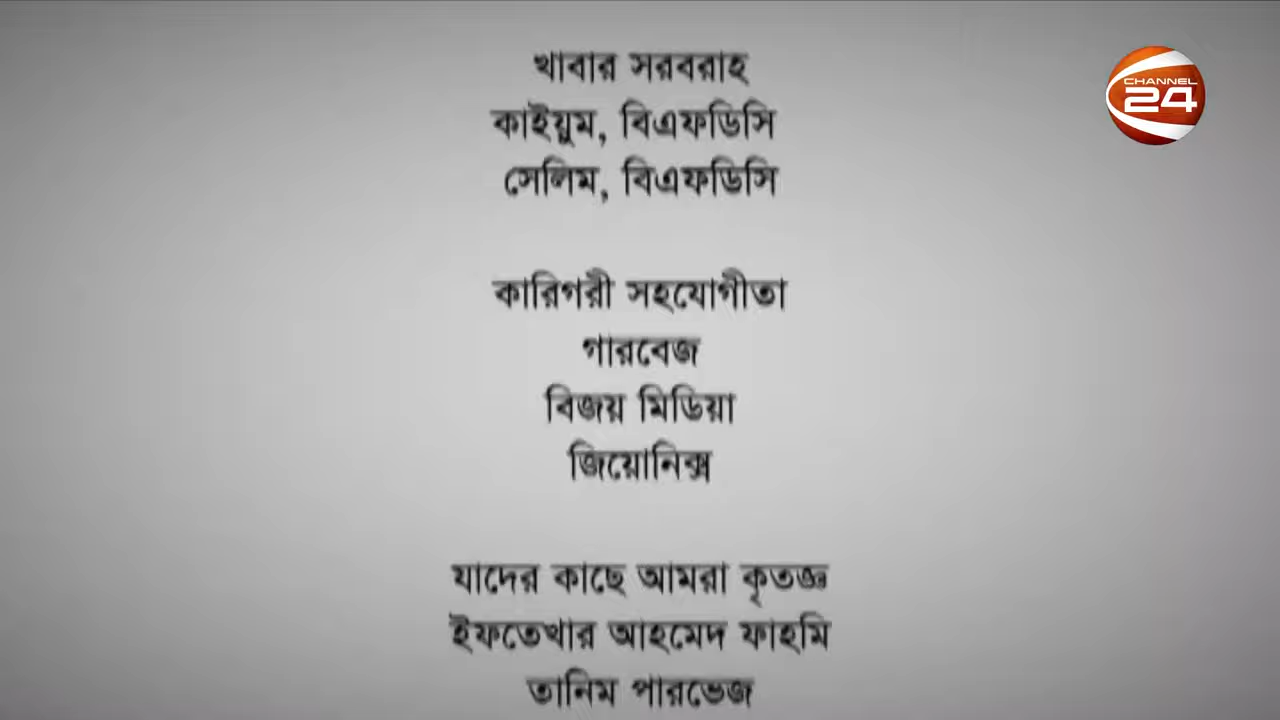 খাবার সরবরাহ
কাইয়ুম, বিএফডিসি
সেলিম, বিএফডিসি
কারিগরী সহযোগীতা
গারবেজ
বিজয় মিডিয়া
জিয়োনিক্স
যাদের কাছে আমরা কৃতজ্ঞ
ইফতেখার আহমেদ ফাহমি
তানিম পারভেজ
CHANNEL
24